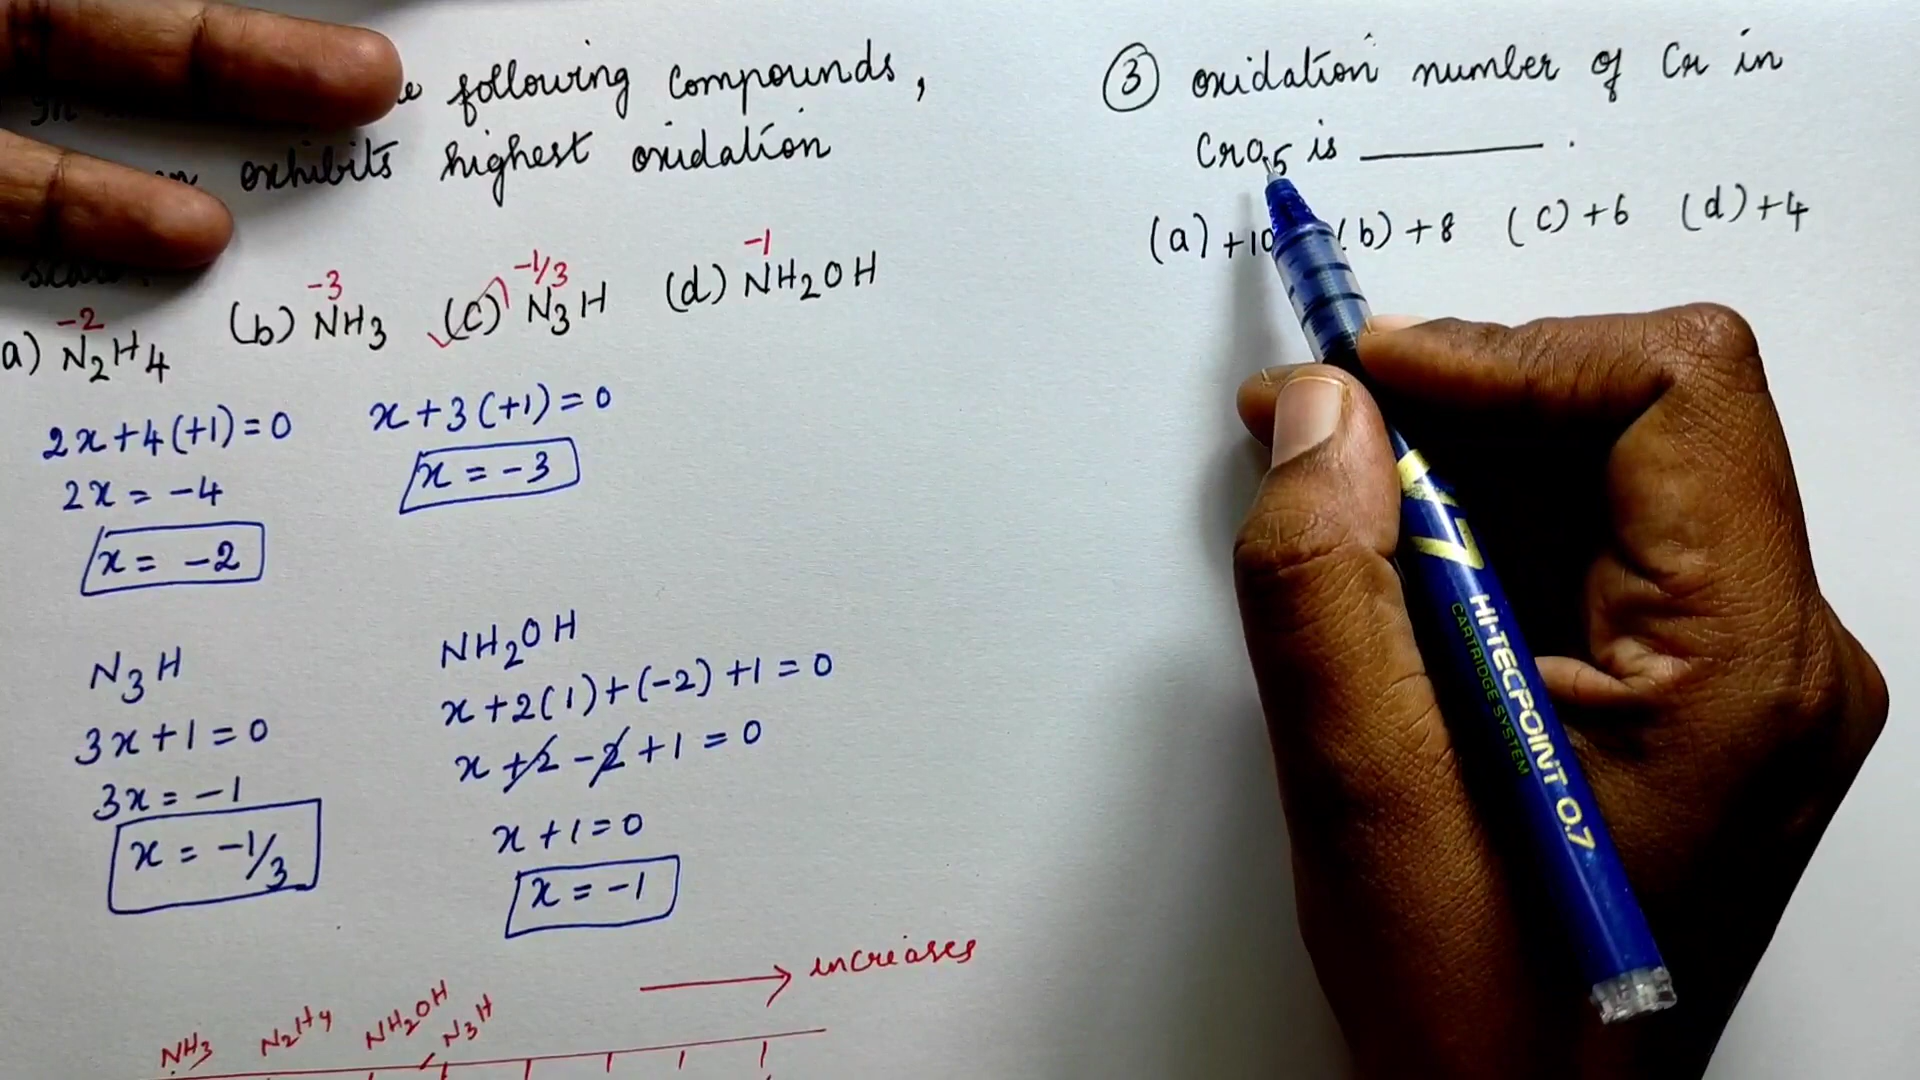 following compounds,
exhibits highest oxidation
a) N2H4 -2 (b) NH3 -3 (c) N3H -1/3 (d) NH2OH -1
2x+4(+1)=0 x+3(+1)=0
2x = -4 x = -3
x = -2
N3H NH2OH
3x+1=0 x+2(1)+(-2)+1=0
3x=-1 x+2-2+1=0
x = -1/3 x+1=0
x = -1
increases
NH3 N2H4 NH2OH N3H
③ oxidation number of Cr in
CrO5 is ______.
(a) +10 (b) +8 (c) +6 (d) +4
V7
HI-TECPOINT 0.7
CARTRIDGE SYSTEM